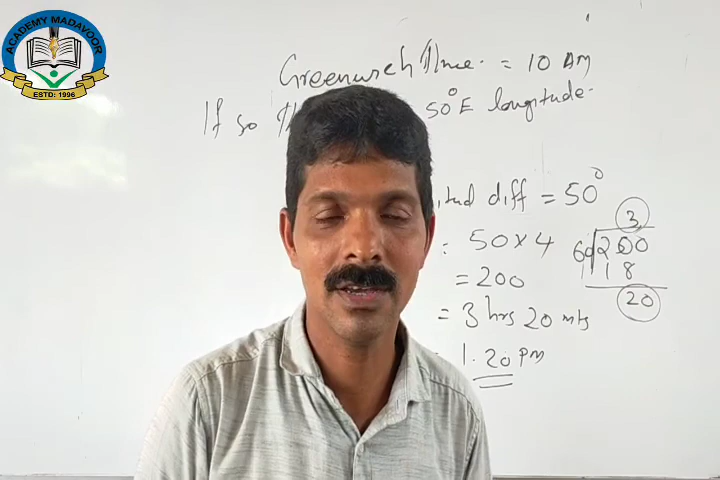 ACADEMY MADAVOOR
ESTD: 1996
Greenwich Time = 10 AM
If so 50°E longitude.
itud diff = 50°
= 50 x 4
= 200
= 3 hrs 20 mts
1.20 PM
3
60 200
18
20